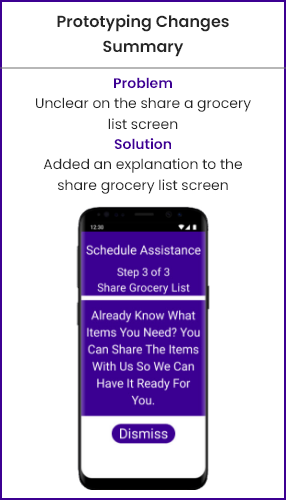 Prototyping Changes
Summary
Problem
Unclear on the share a grocery
list screen
Solution
Added an explanation to the
share grocery list screen
12:30
Schedule Assistance
Step 3 of 3
Share Grocery List
Already Know What
Items You Need? You
Can Share The Items
With Us So We Can
Have It Ready For
You.
Dismiss